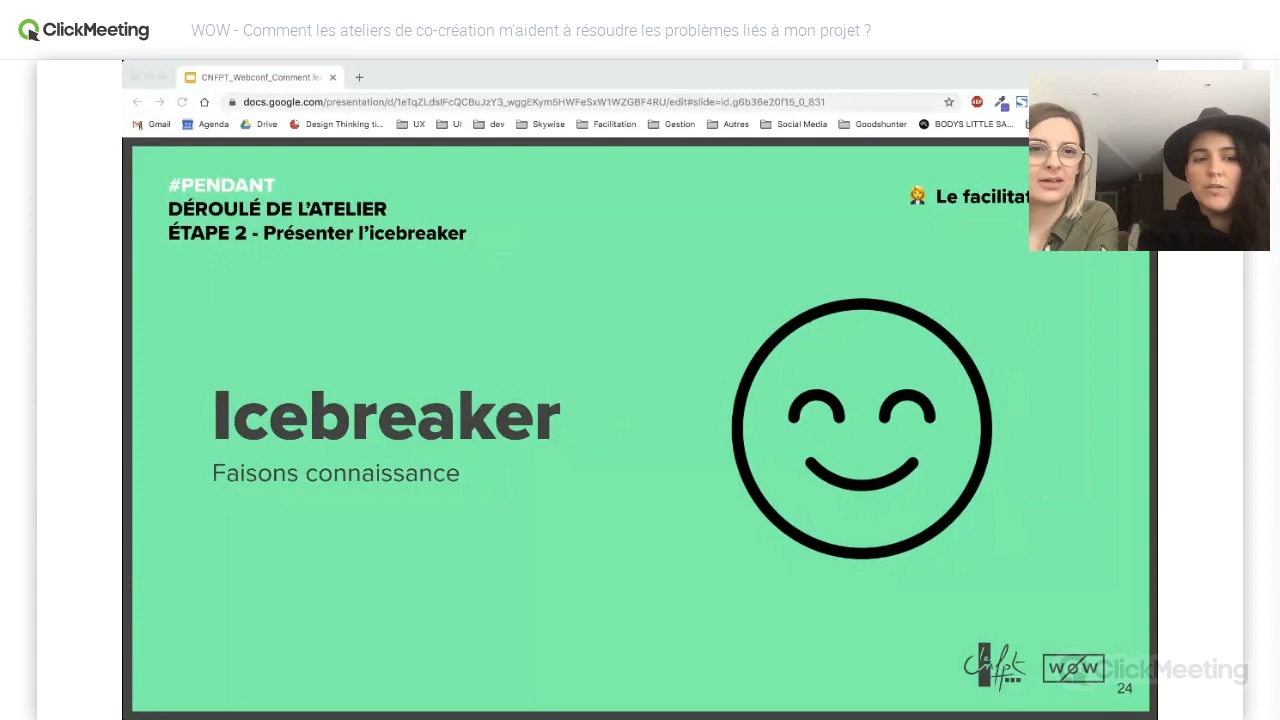 ClickMeeting
WOW - Comment les ateliers de co-création m'aident à résoudre les problèmes liés à mon projet ?
CNFPT_Webconf_Comment les
docs.google.com/presentation/d/1eTqZLdsIFcQCBuJzY3_wggEKym5HWFeSxW1WZGBF4RU/edit#slide=id.g6b36e20f15_0_831
Gmail Agenda Drive Design Thinking ti... UX UI dev Skywise Facilitation Gestion Autres Social Media Goodshunter BODYS LITTLE SA...
#PENDANT
DÉROULÉ DE L’ATELIER
ÉTAPE 2 - Présenter l’icebreaker
Le facilitat
Icebreaker
Faisons connaissance
cnfpt
WOW
ClickMeeting
24